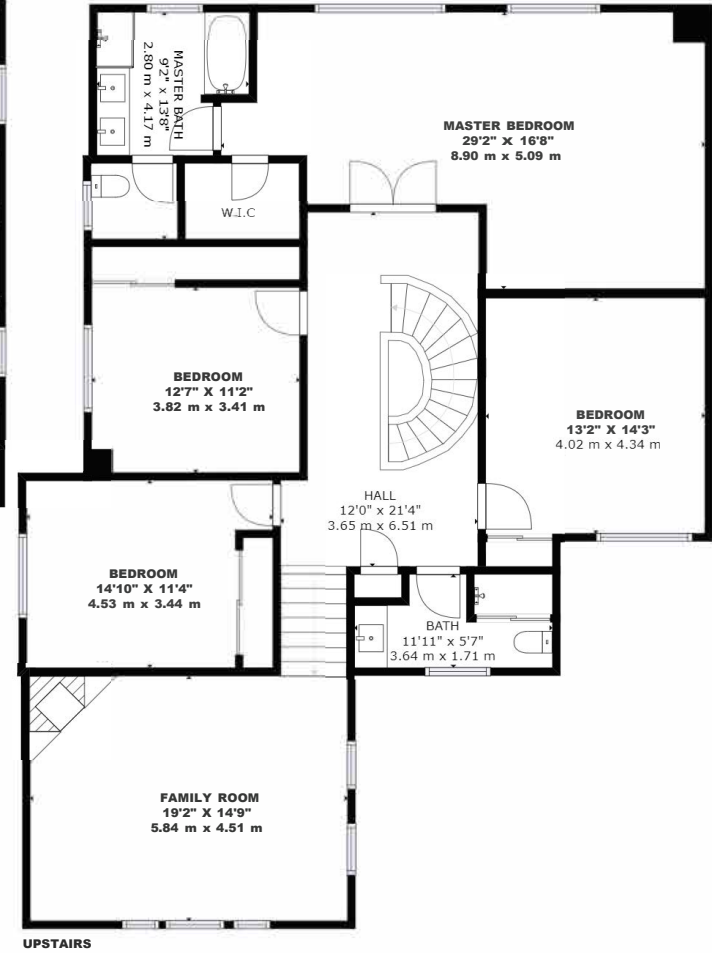 MASTER BATH
9'2" x 13'8"
2.80 m x 4.17 m
MASTER BEDROOM
29'2" X 16'8"
8.90 m x 5.09 m
W.I.C
BEDROOM
12'7" X 11'2"
3.82 m x 3.41 m
BEDROOM
13'2" X 14'3"
4.02 m x 4.34 m
HALL
12'0" x 21'4"
3.65 m x 6.51 m
BEDROOM
14'10" X 11'4"
4.53 m x 3.44 m
BATH
11'11" x 5'7"
3.64 m x 1.71 m
FAMILY ROOM
19'2" X 14'9"
5.84 m x 4.51 m
UPSTAIRS